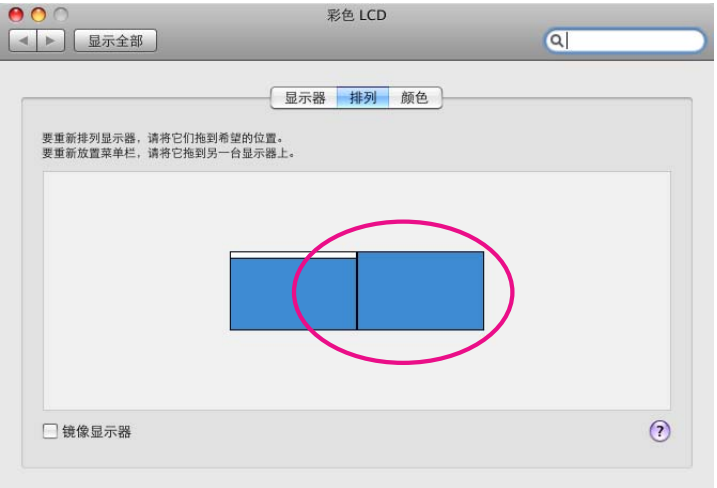 彩色 LCD
显示全部
显示器 排列 颜色
要重新排列显示器，请将它们拖到希望的位置。
要重新放置菜单栏，请将它拖到另一台显示器上。
镜像显示器
?